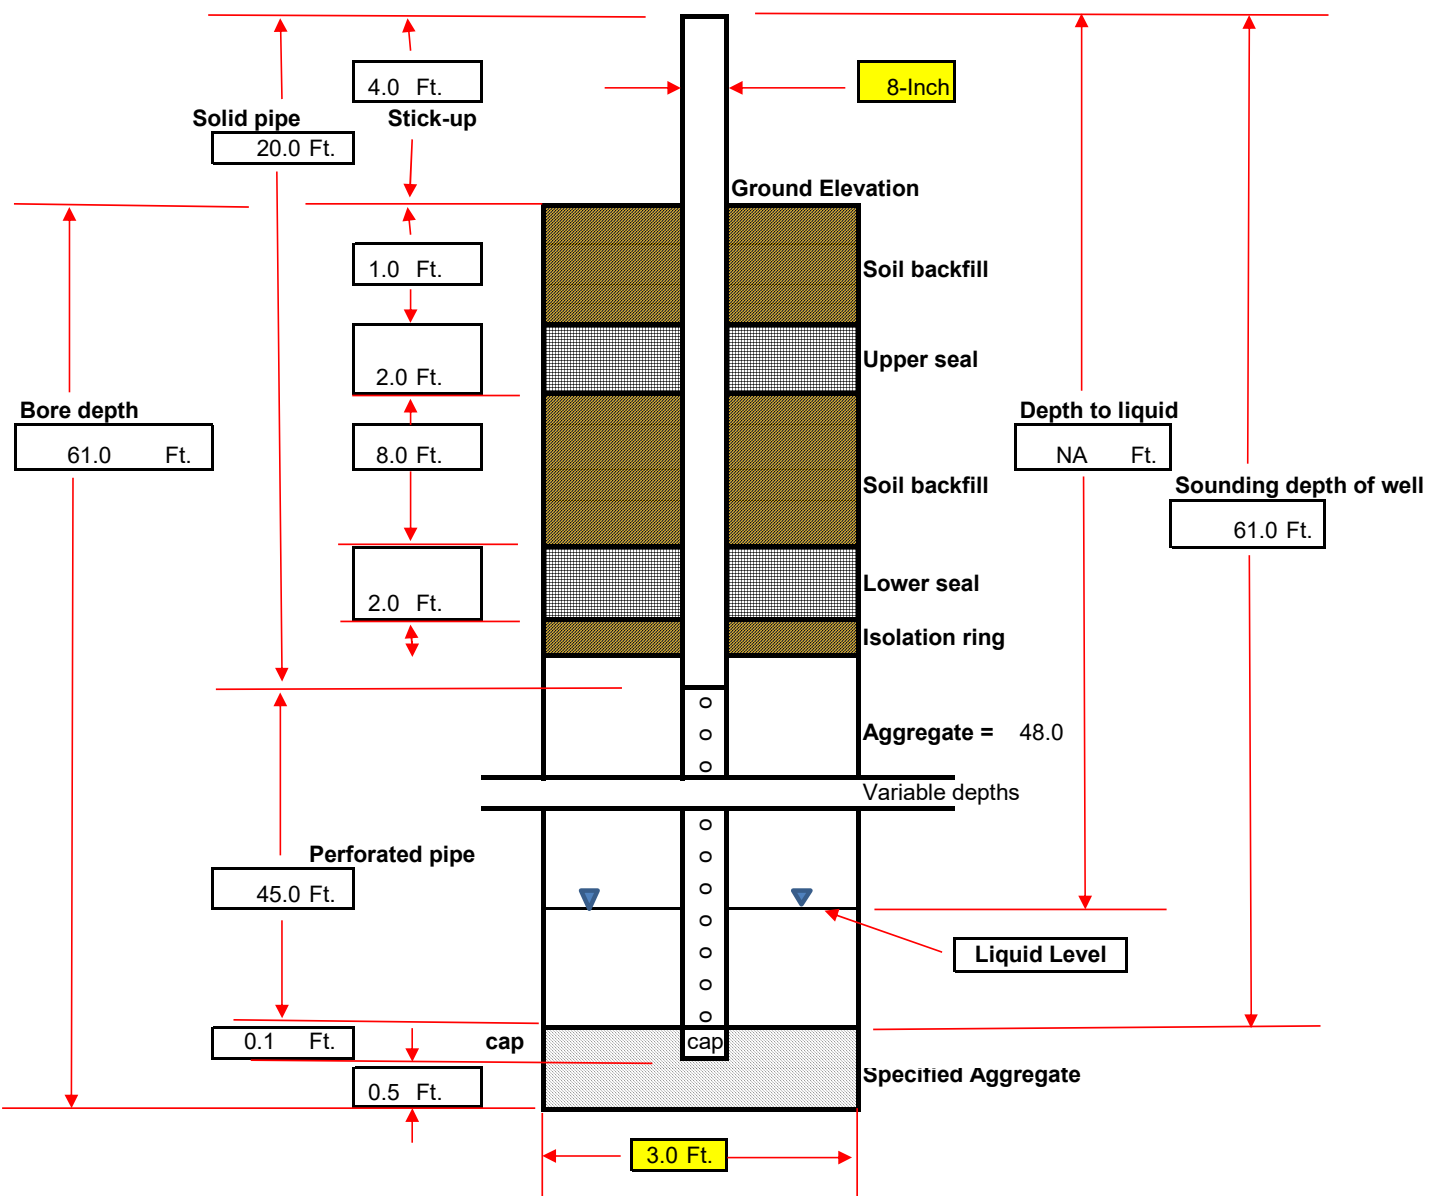 4.0 Ft.
8-Inch
Solid pipe
Stick-up
20.0 Ft.
Ground Elevation
1.0 Ft.
Soil backfill
2.0 Ft.
Upper seal
Bore depth
61.0 Ft.
8.0 Ft.
Depth to liquid
NA Ft.
Soil backfill
Sounding depth of well
61.0 Ft.
2.0 Ft.
Lower seal
Isolation ring
Aggregate = 48.0
Variable depths
Perforated pipe
45.0 Ft.
Liquid Level
0.1 Ft.
cap
cap
Specified Aggregate
0.5 Ft.
3.0 Ft.